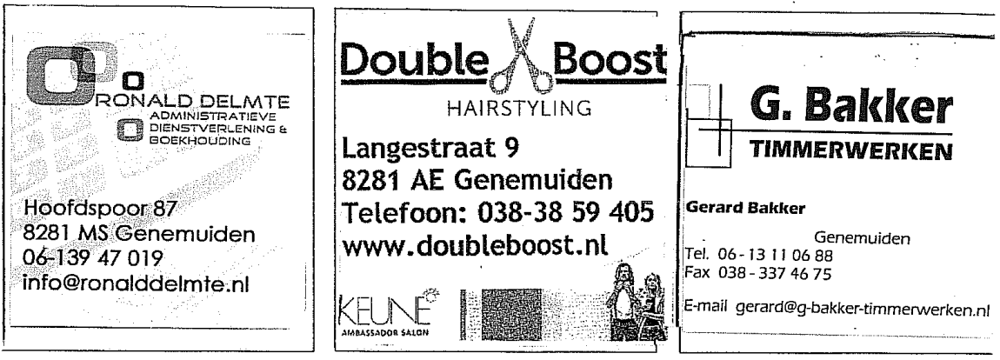 RONALD DELMTE
ADMINISTRATIEVE
DIENSTVERLENING &
BOEKHOUDING
Hoofdspoor 87
8281 MS Genemuiden
06-139 47 019
info@ronalddelmte.nl
Double Boost
HAIRSTYLING
Langestraat 9
8281 AE Genemuiden
Telefoon: 038-38 59 405
www.doubleboost.nl
KEUNE
AMBASSADOR SALON
G. Bakker
TIMMERWERKEN
Gerard Bakker
Genemuiden
Tel. 06 - 13 11 06 88
Fax 038 - 337 46 75
E-mail gerard@g-bakker-timmerwerken.nl